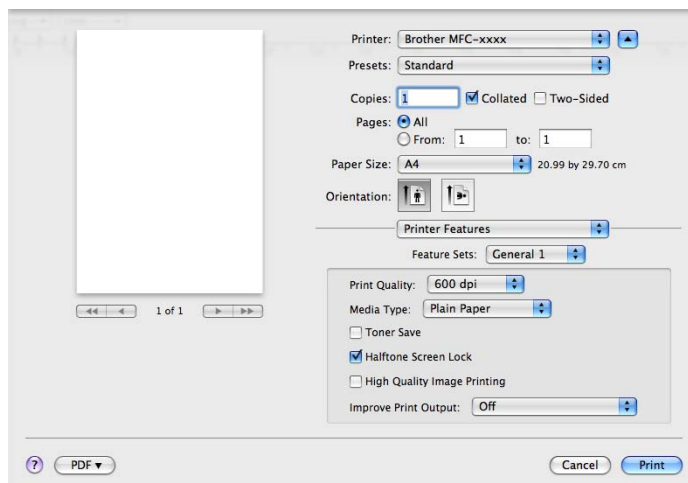 Printer: Brother MFC-xxxx
Presets: Standard
Copies: 1 Collated Two-Sided
Pages: All
From: 1 to: 1
Paper Size: A4 20.99 by 29.70 cm
Orientation:
Printer Features
Feature Sets: General 1
Print Quality: 600 dpi
Media Type: Plain Paper
Toner Save
Halftone Screen Lock
High Quality Image Printing
Improve Print Output: Off
1 of 1
? PDF▼ Cancel Print